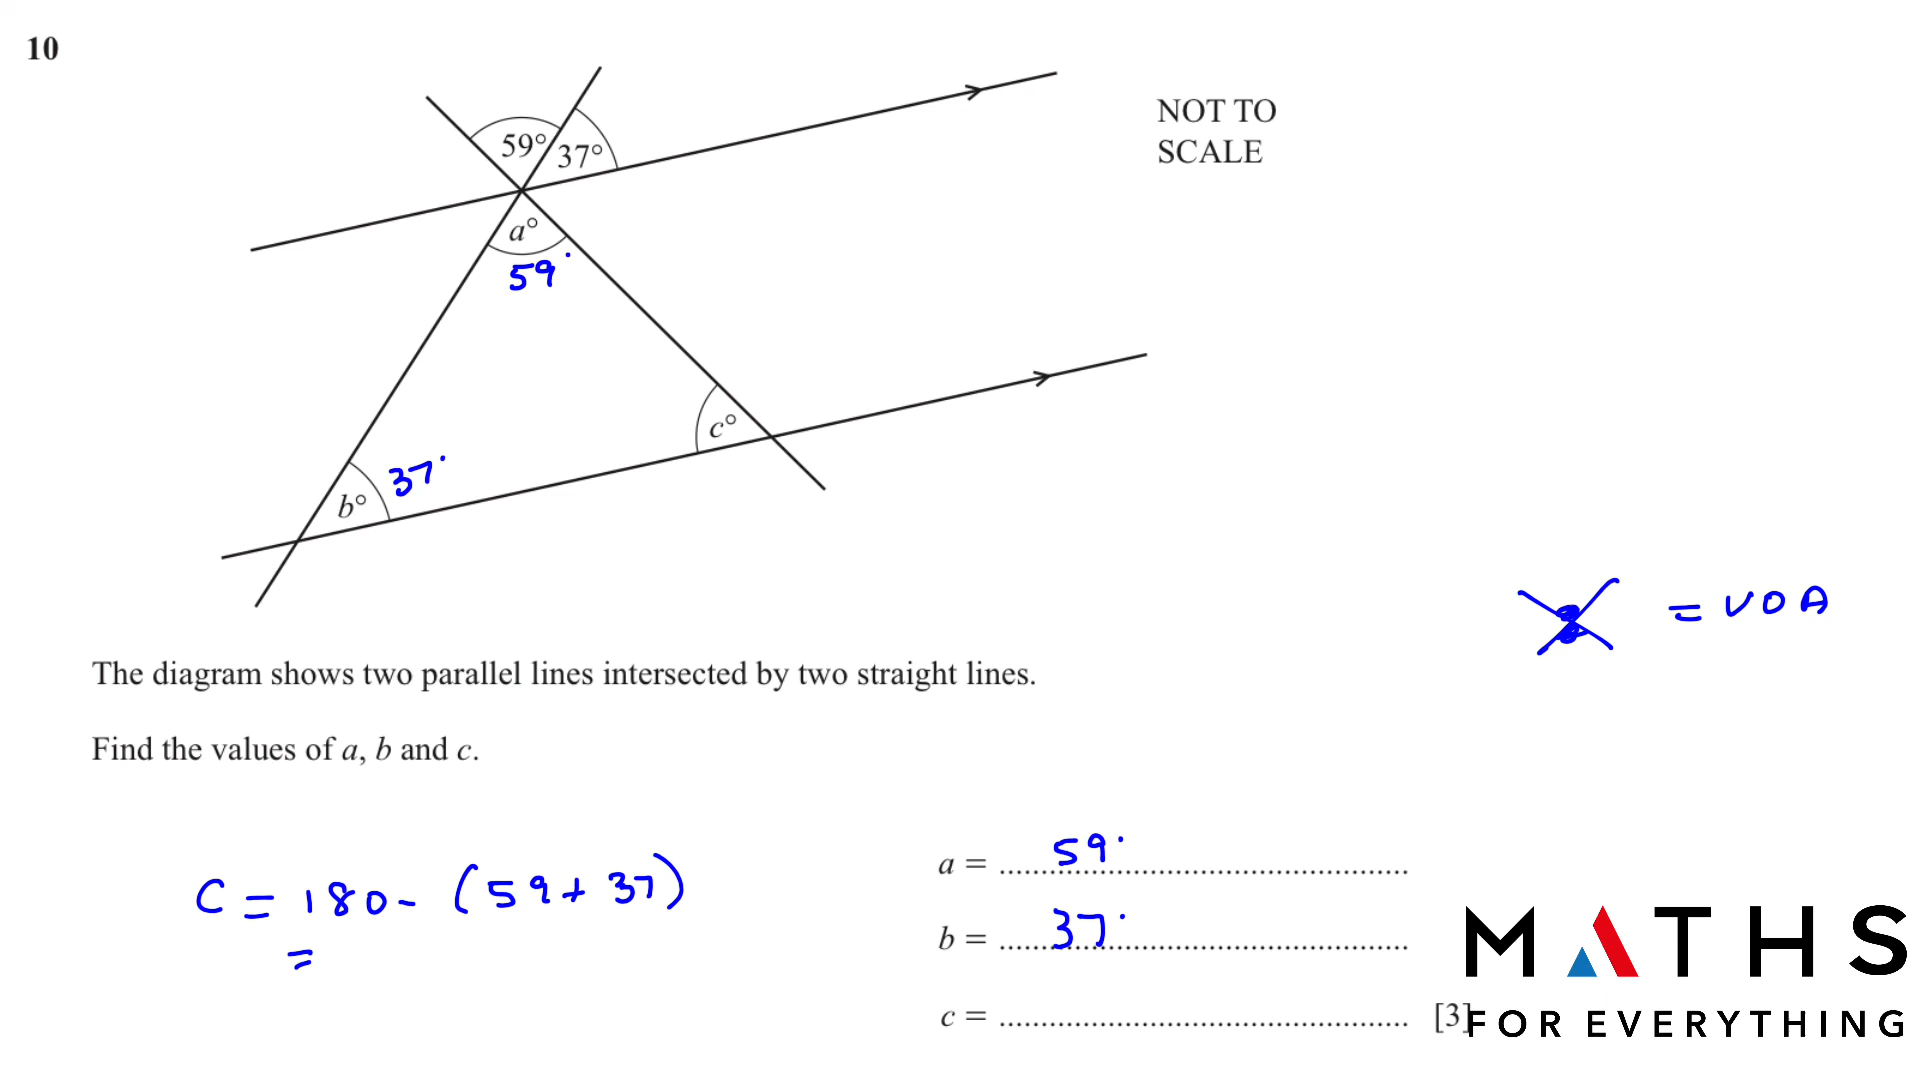 10
NOT TO
SCALE
59° 37°
a°
59°
c°
37°
b°
= VOA
The diagram shows two parallel lines intersected by two straight lines.
Find the values of a, b and c.
C = 180 - (59 + 37)
=
a = 59°
b = 37°
c = [3]
MATHS
FOR EVERYTHING